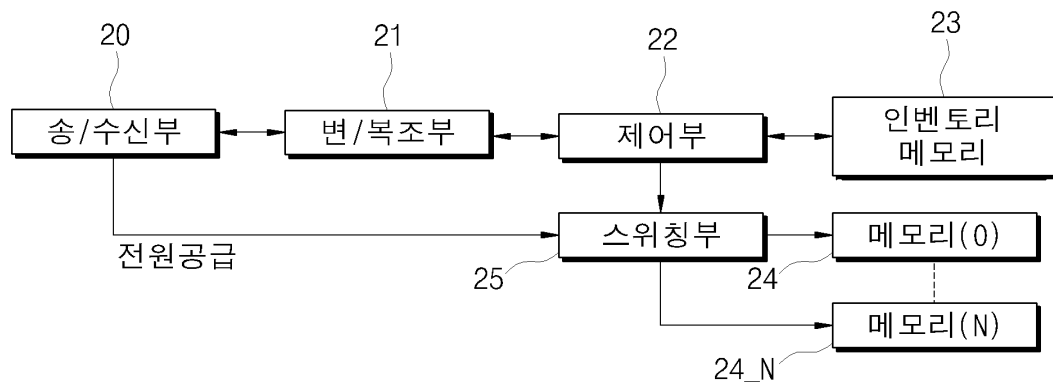 20
21
22
23
송/수신부
변/복조부
제어부
인벤토리
메모리
전원공급
스위칭부
메모리(0)
25
24
메모리(N)
24_N